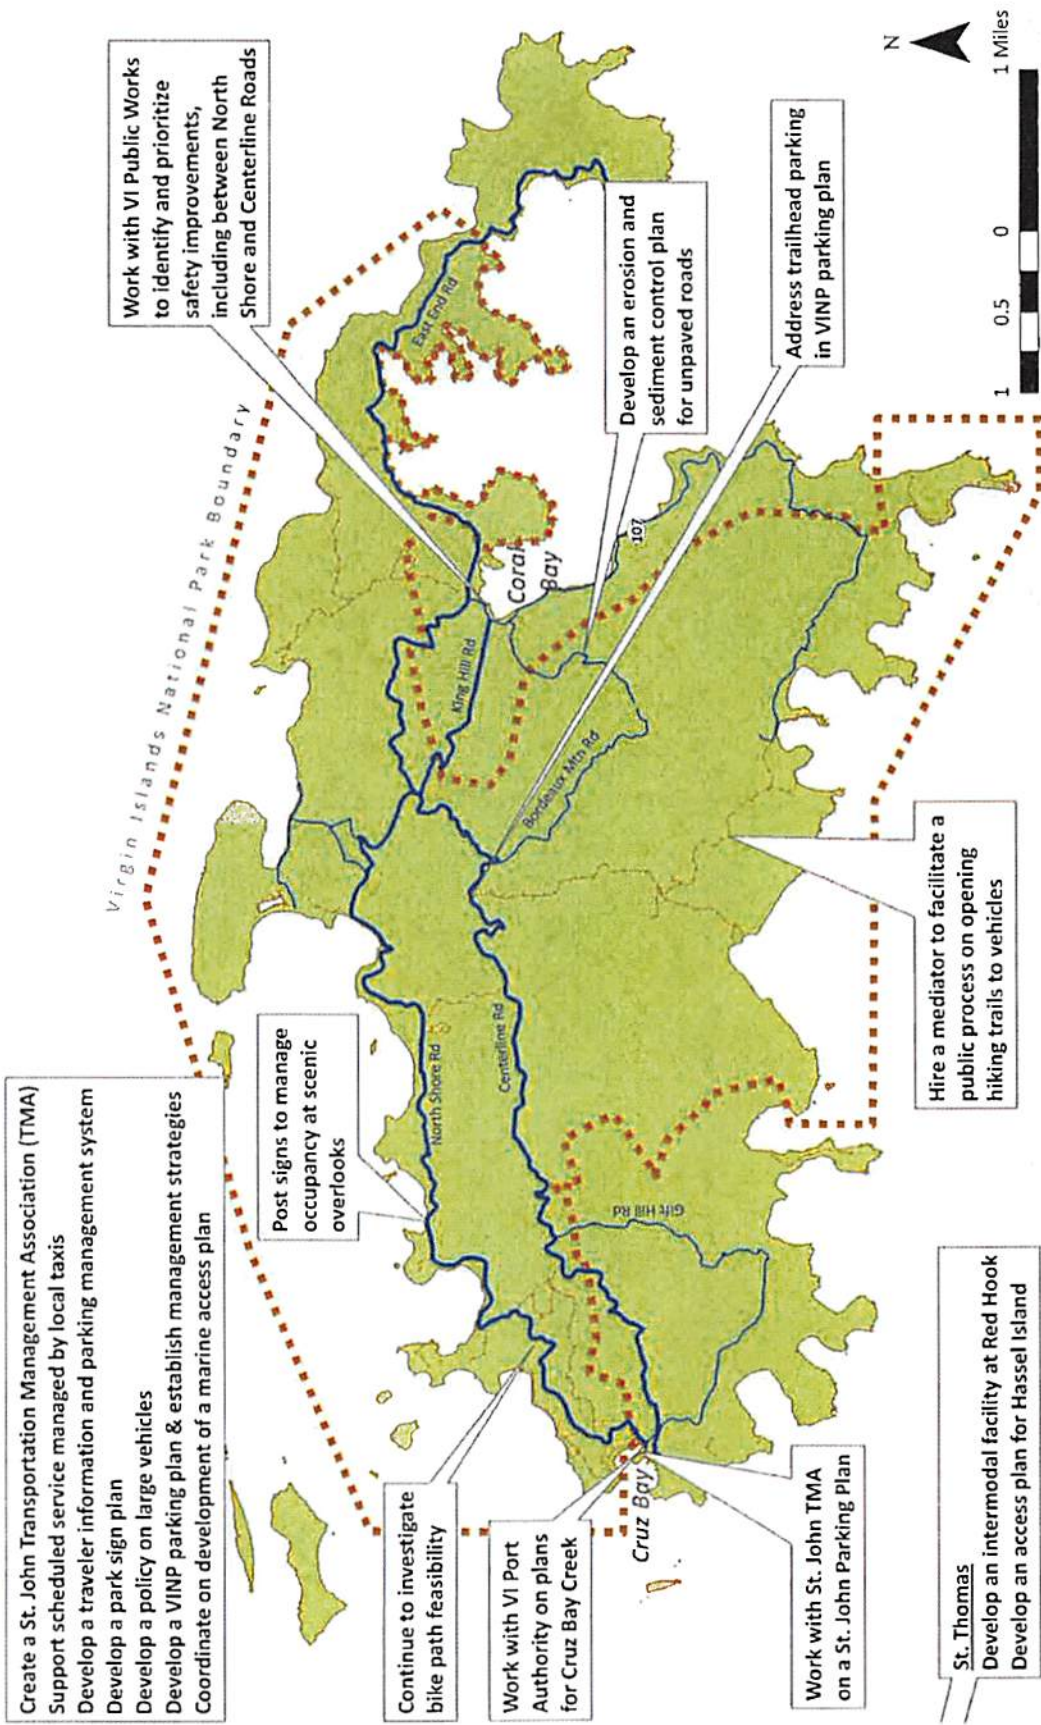 Create a St. John Transportation Management Association (TMA)
Support scheduled service managed by local taxis
Develop a traveler information and parking management system
Develop a park sign plan
Develop a policy on large vehicles
Develop a VINP parking plan & establish management strategies
Coordinate on development of a marine access plan
Virgin Islands National Park Boundary
Work with VI Public Works
to identify and prioritize
safety improvements,
including between North
Shore and Centerline Roads
Post signs to manage
occupancy at scenic
overlooks
Continue to investigate
bike path feasibility
Work with VI Port
Authority on plans
for Cruz Bay Creek
Cruz Bay
Work with St. John TMA
on a St. John Parking Plan
North Shore Rd
Centerline Rd
Gift Hill Rd
King Hill Rd
Bordeaux Mtn Rd
East End Rd
Coral
Bay
107
Develop an erosion and
sediment control plan
for unpaved roads
Address trailhead parking
in VINP parking plan
Hire a mediator to facilitate a
public process on opening
hiking trails to vehicles
St. Thomas
Develop an intermodal facility at Red Hook
Develop an access plan for Hassel Island
N
1 0.5 0 1 Miles